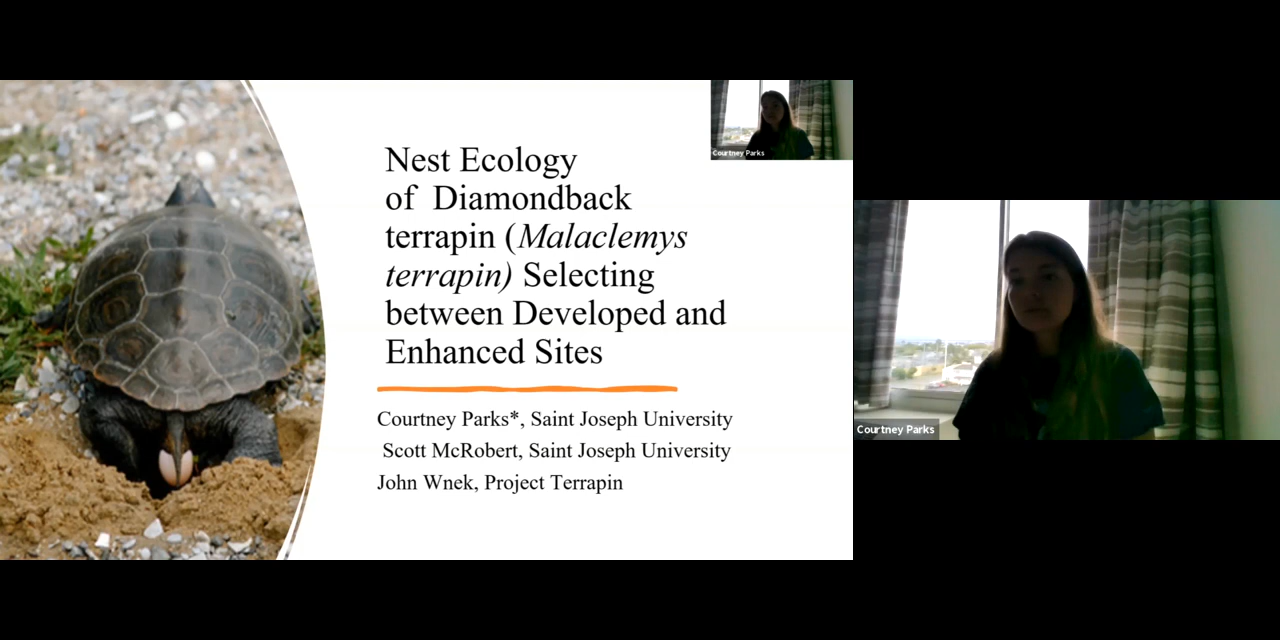 Nest Ecology
of  Diamondback
terrapin (Malaclemys
terrapin) Selecting
between Developed and
Enhanced Sites
Courtney Parks*, Saint Joseph University
Scott McRobert, Saint Joseph University
John Wnek, Project Terrapin
Courtney Parks
Courtney Parks